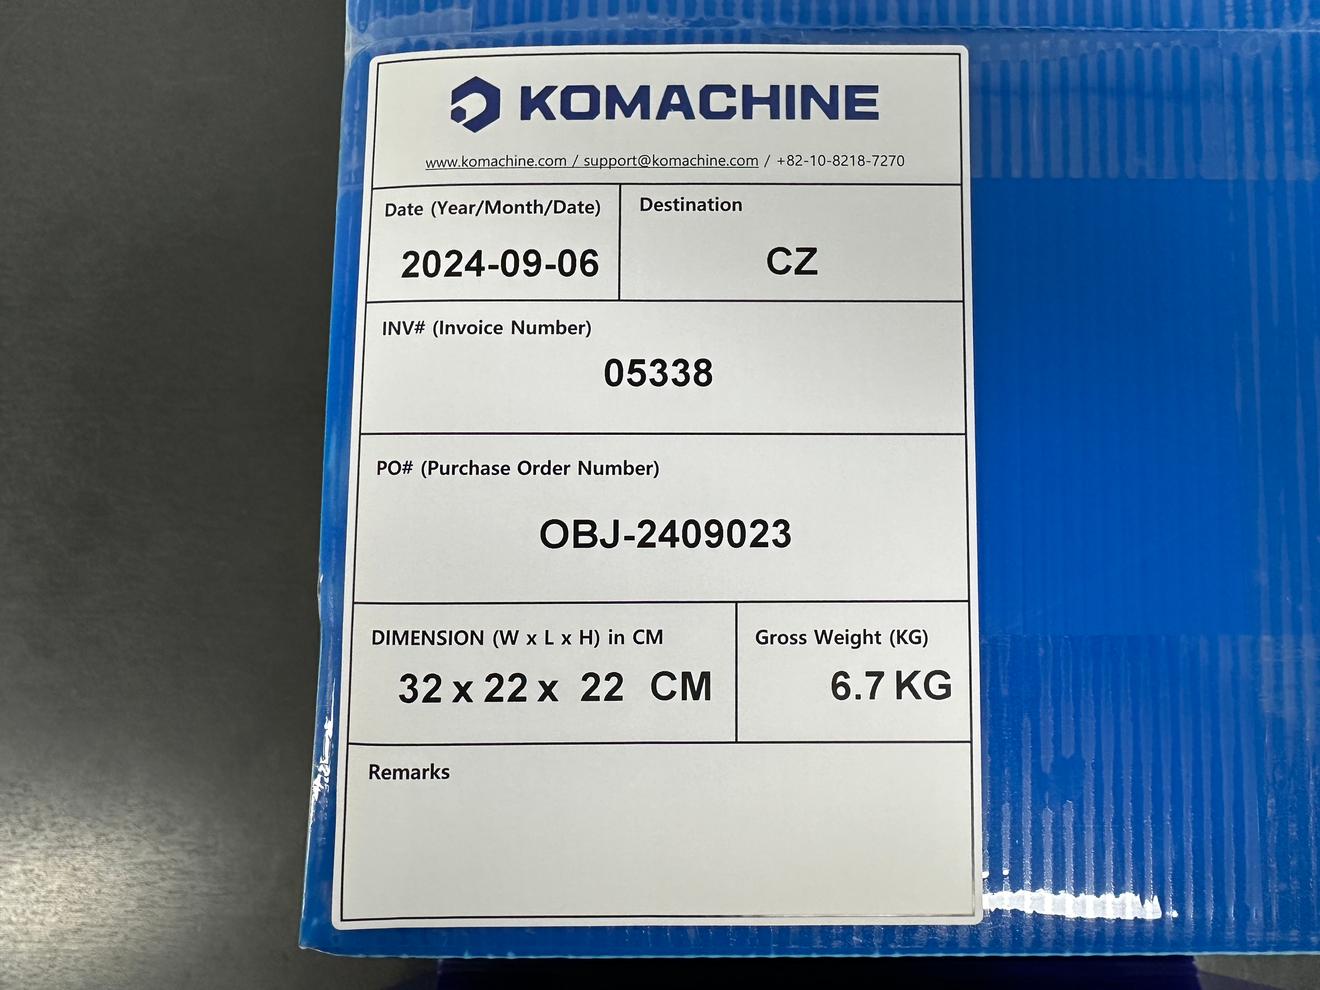 KOMACHINE
www.komachine.com / support@komachine.com / +82-10-8218-7270
Date (Year/Month/Date)
2024-09-06
Destination
CZ
INV# (Invoice Number)
05338
PO# (Purchase Order Number)
OBJ-2409023
DIMENSION (W x L x H) in CM
32 x 22 x 22 CM
Gross Weight (KG)
6.7 KG
Remarks